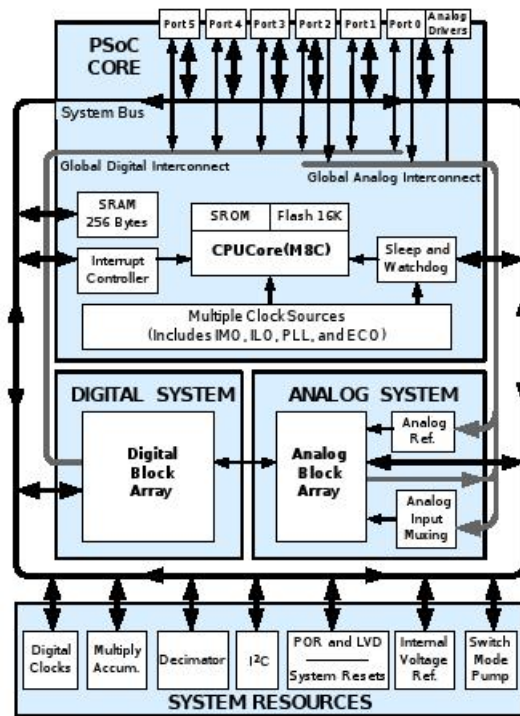 Port 5 Port 4 Port 3 Port 2 Port 1 Port 0 Analog
Drivers
PSoC
CORE
System Bus
Global Digital Interconnect
Global Analog Interconnect
SRAM
256 Bytes
SROM
Flash 16K
CPUCore(M8C)
Interrupt
Controller
Sleep and
Watchdog
Multiple Clock Sources
(Includes IMO, ILO, PLL, and ECO)
DIGITAL SYSTEM
Digital
Block
Array
ANALOG SYSTEM
Analog
Block
Array
Analog
Ref.
Analog
Input
Muxing
Digital
Clocks
Multiply
Accum.
Decimator
I²C
POR and LVD
System Resets
Internal
Voltage
Ref.
Switch
Mode
Pump
SYSTEM RESOURCES